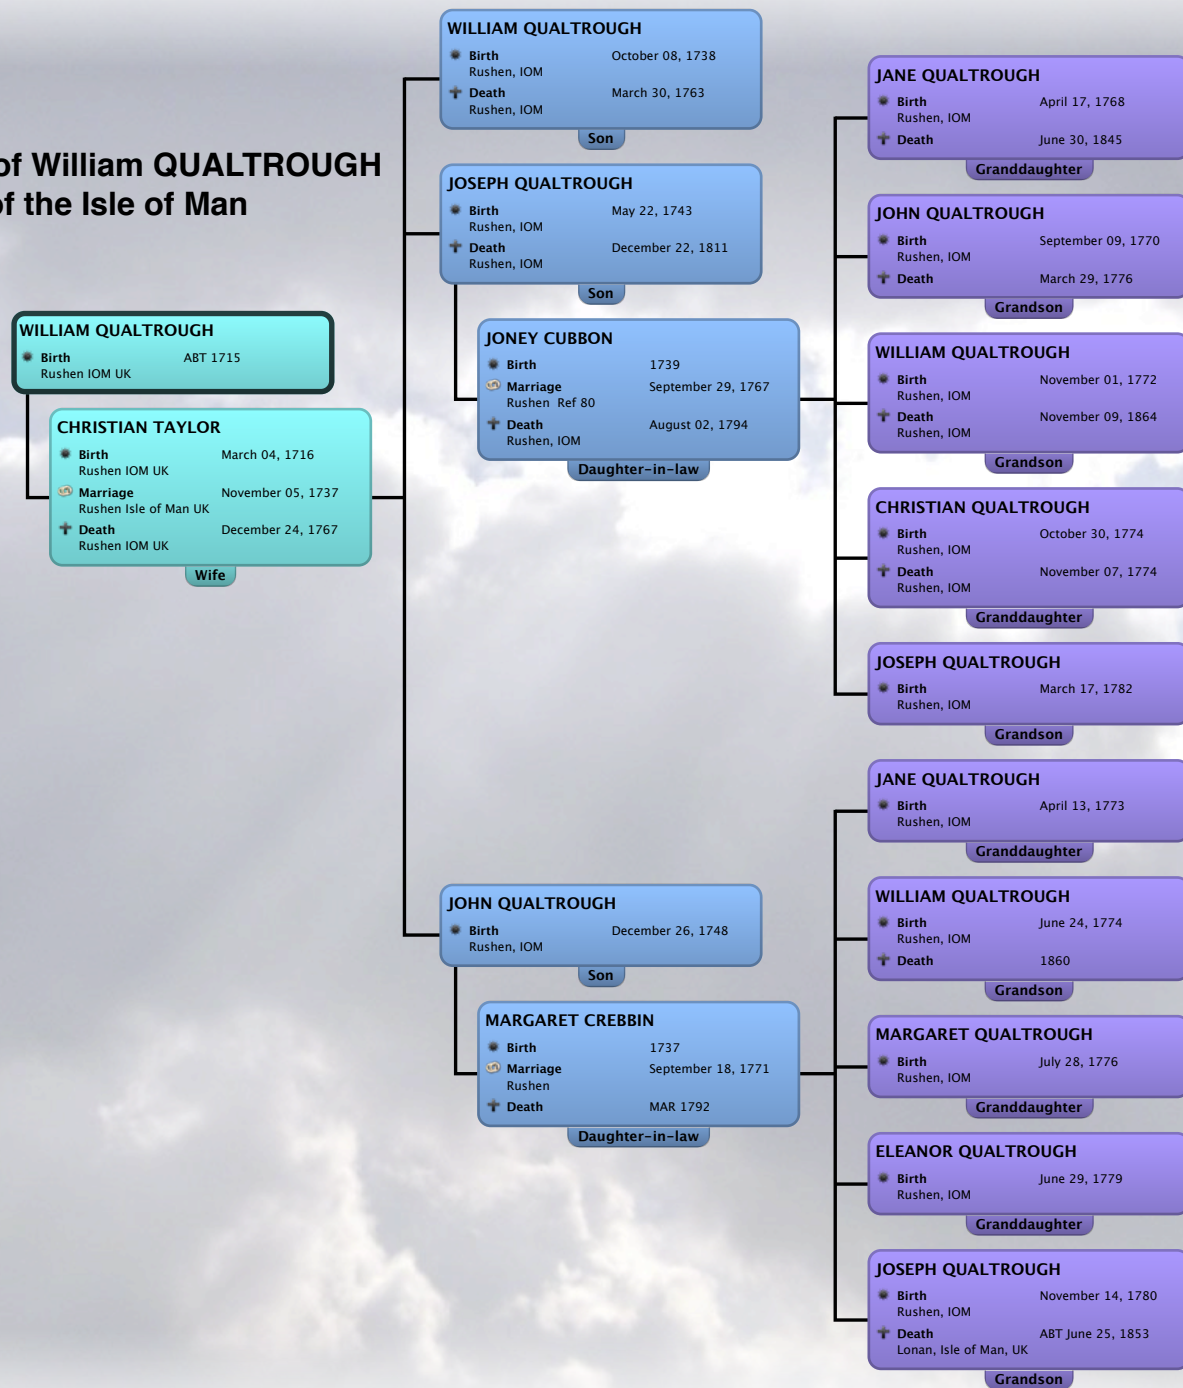 of William QUALTROUGH
of the Isle of Man
WILLIAM QUALTROUGH
Birth ABT 1715
Rushen IOM UK
CHRISTIAN TAYLOR
Birth March 04, 1716
Rushen IOM UK
Marriage November 05, 1737
Rushen Isle of Man UK
Death December 24, 1767
Rushen IOM UK
Wife
WILLIAM QUALTROUGH
Birth October 08, 1738
Rushen, IOM
Death March 30, 1763
Rushen, IOM
Son
JOSEPH QUALTROUGH
Birth May 22, 1743
Rushen, IOM
Death December 22, 1811
Rushen, IOM
Son
JONEY CUBBON
Birth 1739
Marriage September 29, 1767
Rushen Ref 80
Death August 02, 1794
Rushen, IOM
Daughter-in-law
JOHN QUALTROUGH
Birth December 26, 1748
Rushen, IOM
Son
MARGARET CREBBIN
Birth 1737
Marriage September 18, 1771
Rushen
Death MAR 1792
Daughter-in-law
JANE QUALTROUGH
Birth April 17, 1768
Rushen, IOM
Death June 30, 1845
Granddaughter
JOHN QUALTROUGH
Birth September 09, 1770
Rushen, IOM
Death March 29, 1776
Grandson
WILLIAM QUALTROUGH
Birth November 01, 1772
Rushen, IOM
Death November 09, 1864
Rushen, IOM
Grandson
CHRISTIAN QUALTROUGH
Birth October 30, 1774
Rushen, IOM
Death November 07, 1774
Rushen, IOM
Granddaughter
JOSEPH QUALTROUGH
Birth March 17, 1782
Rushen, IOM
Grandson
JANE QUALTROUGH
Birth April 13, 1773
Rushen, IOM
Granddaughter
WILLIAM QUALTROUGH
Birth June 24, 1774
Rushen, IOM
Death 1860
Grandson
MARGARET QUALTROUGH
Birth July 28, 1776
Rushen, IOM
Granddaughter
ELEANOR QUALTROUGH
Birth June 29, 1779
Rushen, IOM
Granddaughter
JOSEPH QUALTROUGH
Birth November 14, 1780
Rushen, IOM
Death ABT June 25, 1853
Lonan, Isle of Man, UK
Grandson